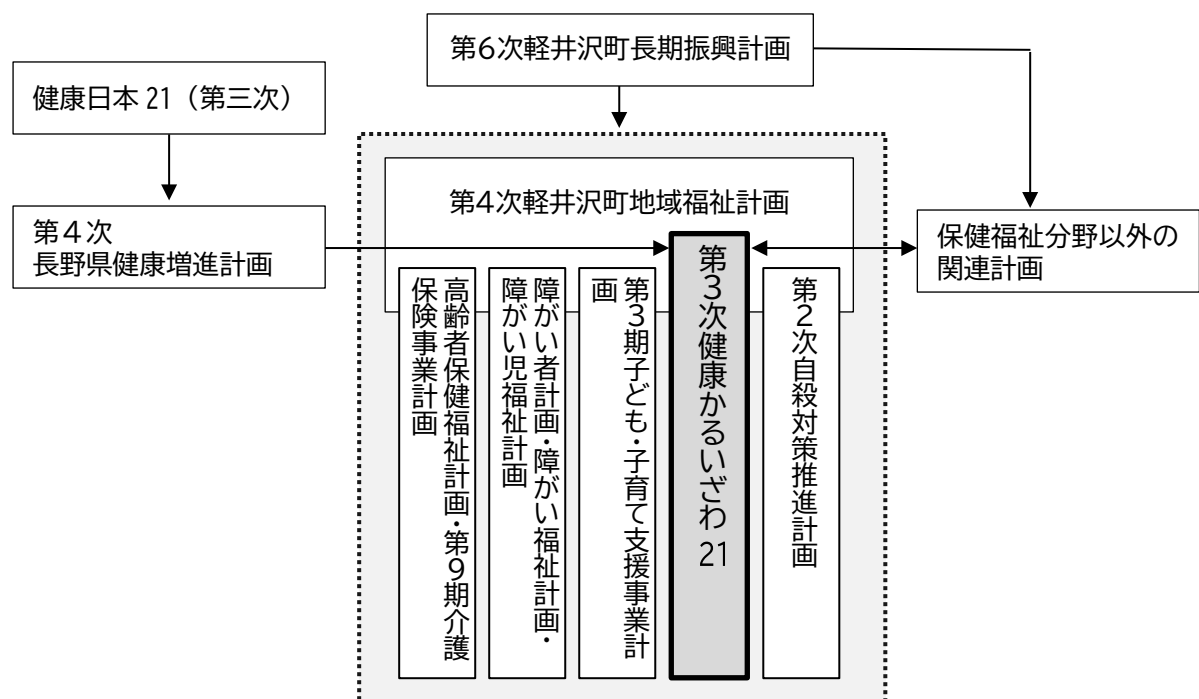 第6次軽井沢町長期振興計画
健康日本 21（第三次）
第4次軽井沢町地域福祉計画
第４次
長野県健康増進計画
保健福祉分野以外の
関連計画
高齢者保健福祉計画・第９期介護
保険事業計画
障がい者計画・障がい福祉計画・
障がい児福祉計画
第３期子ども・子育て支援事業計
画
第３次健康かるいざわ 21
第２次自殺対策推進計画